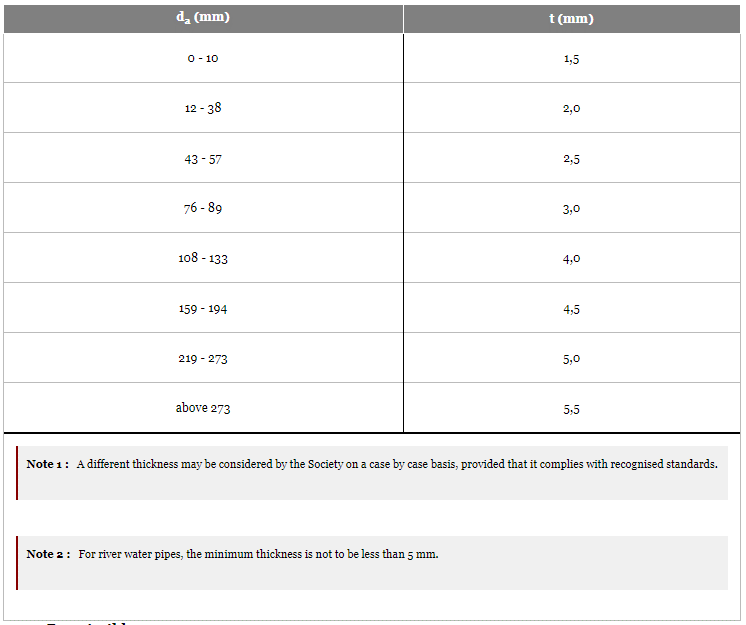 dₐ (mm) t (mm)
0 - 10 1,5
12 - 38 2,0
43 - 57 2,5
76 - 89 3,0
108 - 133 4,0
159 - 194 4,5
219 - 273 5,0
above 273 5,5
Note 1 : A different thickness may be considered by the Society on a case by case basis, provided that it complies with recognised standards.
Note 2 : For river water pipes, the minimum thickness is not to be less than 5 mm.